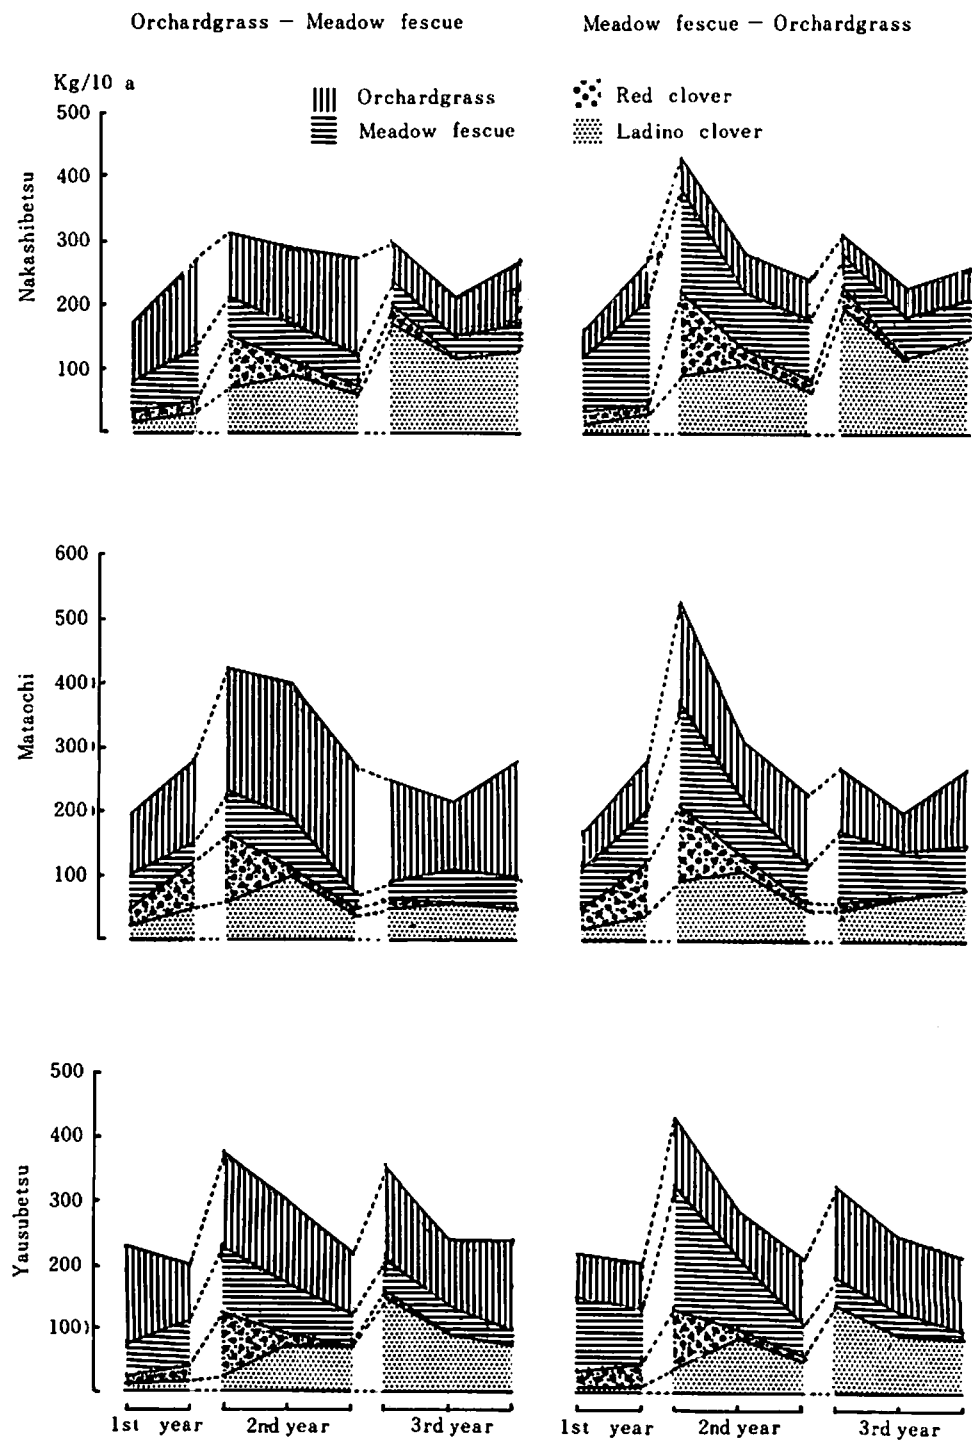 Orchardgrass — Meadow fescue
Meadow fescue — Orchardgrass
Kg/10 a
Orchardgrass
Meadow fescue
Red clover
Ladino clover
Nakashibetsu
500
400
300
200
100
Mataochi
600
500
400
300
200
100
Yausubetsu
500
400
300
200
100
1st year 2nd year 3rd year
1st year 2nd year 3rd year